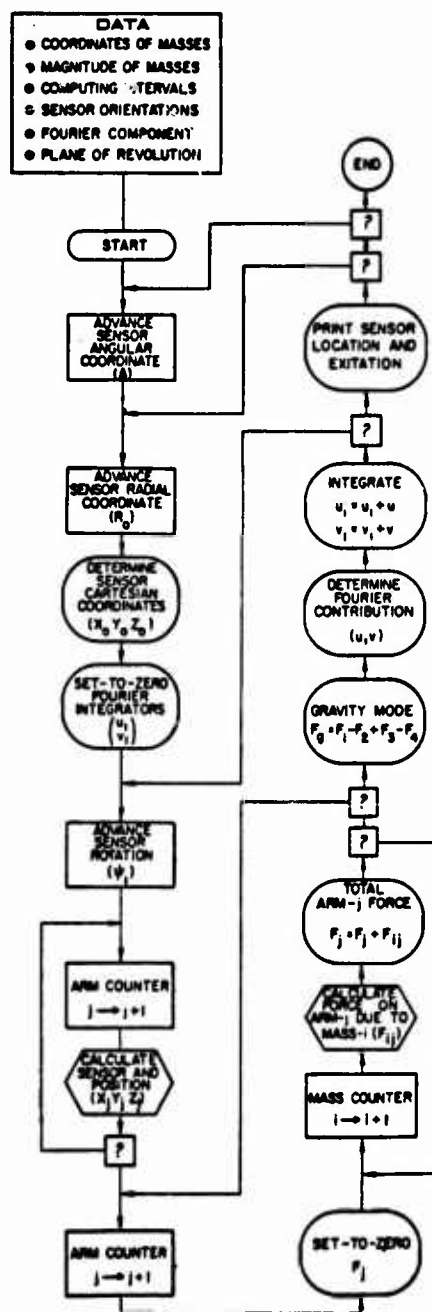 DATA
● COORDINATES OF MASSES
● MAGNITUDE OF MASSES
● COMPUTING INTERVALS
● SENSOR ORIENTATIONS
● FOURIER COMPONENT
● PLANE OF REVOLUTION
START
ADVANCE
SENSOR
ANGULAR
COORDINATE
(A)
ADVANCE
SENSOR RADIAL
COORDINATE
(R₀)
DETERMINE
SENSOR
CARTESIAN
COORDINATES
(X₀ Y₀ Z₀)
SET-TO-ZERO
FOURIER
INTEGRATORS
(u₁
v₁)
ADVANCE
SENSOR
ROTATION
(ψ₁)
ARM COUNTER
j → j + 1
CALCULATE
SENSOR AND
POSITION
(Xj Yj Zj)
?
ARM COUNTER
j → j + 1
END
?
?
PRINT SENSOR
LOCATION AND
EXITATION
?
INTEGRATE
u₁ = u₁ + u
v₁ = v₁ + v
DETERMINE
FOURIER
CONTRIBUTION
(u,v)
GRAVITY MODE
Fg = F₁ - F₂ + F₃ - F₄
?
?
TOTAL
ARM-j FORCE
Fj = Fj + Fij
CALCULATE
FORCE ON
ARM-j DUE TO
MASS-i (Fij)
MASS COUNTER
i → i + 1
SET-TO-ZERO
Fj